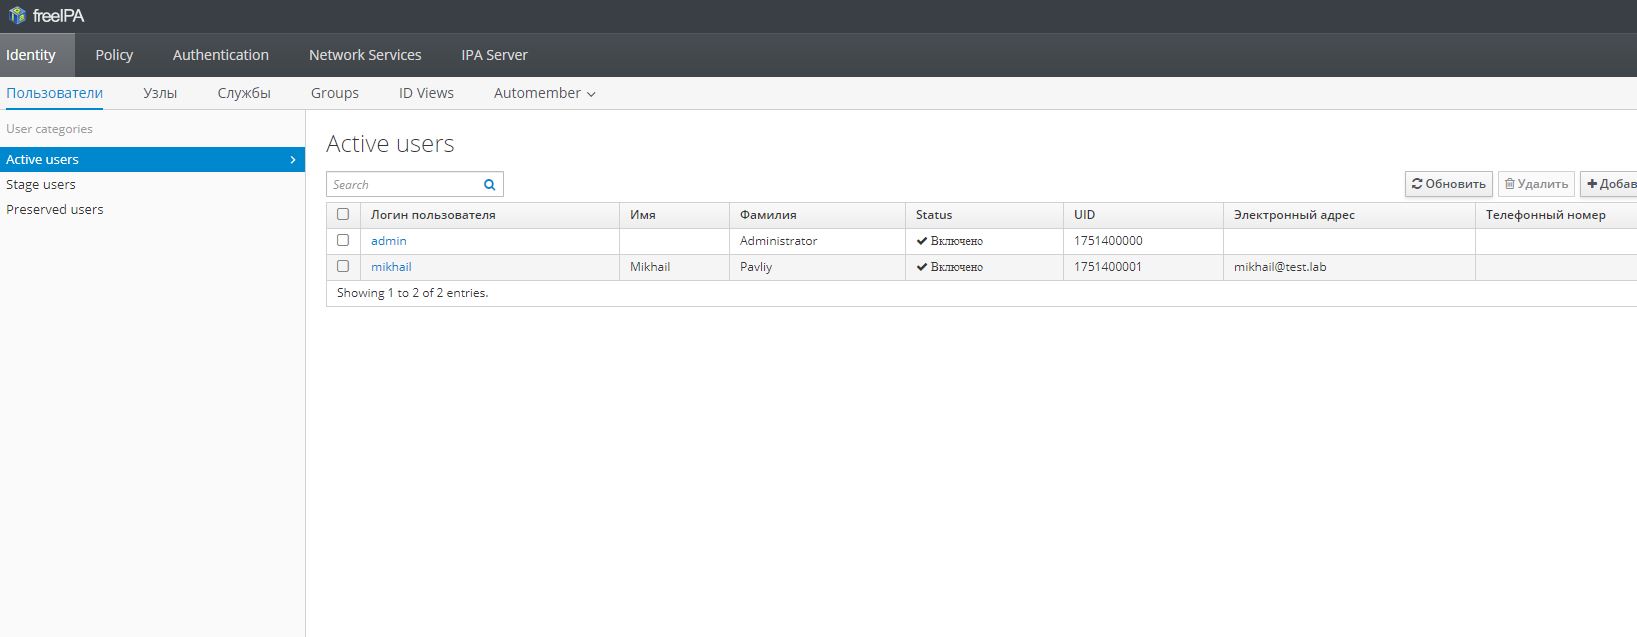 freeIPA
Identity Policy Authentication Network Services IPA Server
Пользователи Узлы Службы Groups ID Views Automember
User categories
Active users
Stage users
Preserved users
Active users
Search
Обновить Удалить Добав
Логин пользователя Имя Фамилия Status UID Электронный адрес Телефонный номер
admin Administrator Включено 1751400000
mikhail Mikhail Pavliy Включено 1751400001 mikhail@test.lab
Showing 1 to 2 of 2 entries.